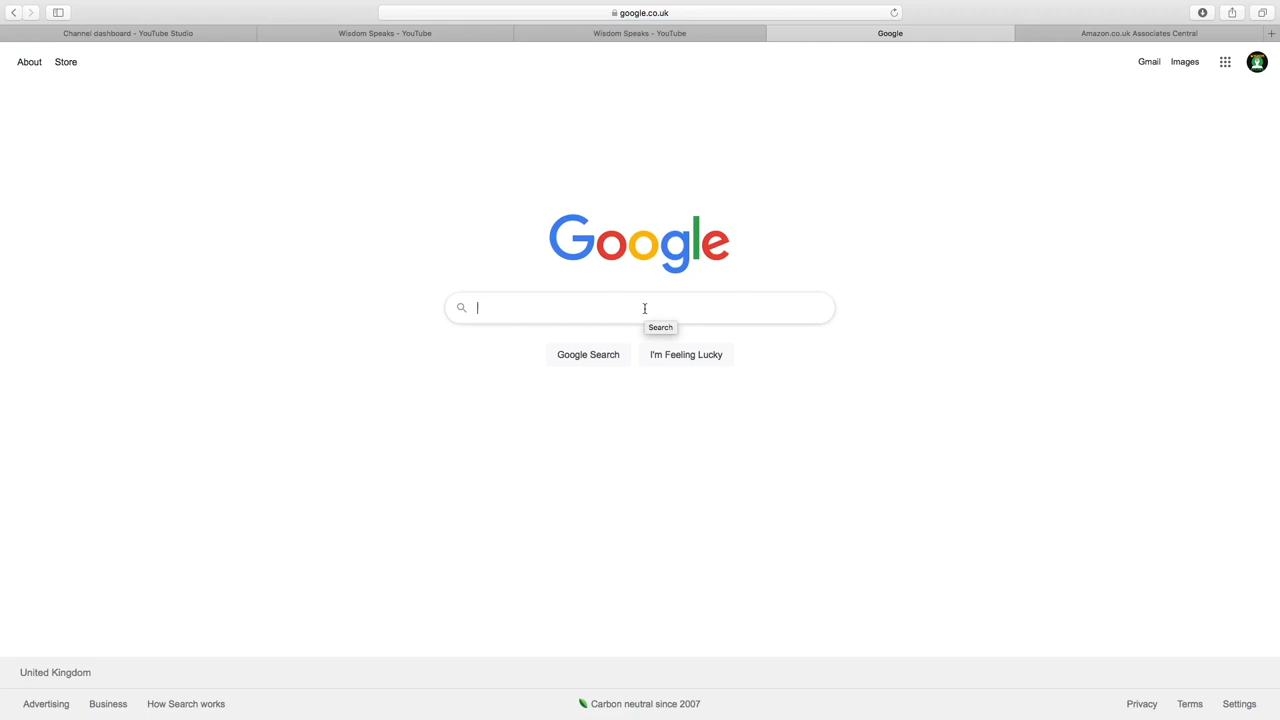 google.co.uk
Channel dashboard - YouTube Studio
Wisdom Speaks - YouTube
Wisdom Speaks - YouTube
Google
Amazon.co.uk Associates Central
About Store
Gmail Images
Google
Search
Google Search I'm Feeling Lucky
United Kingdom
Advertising Business How Search works
Carbon neutral since 2007
Privacy Terms Settings